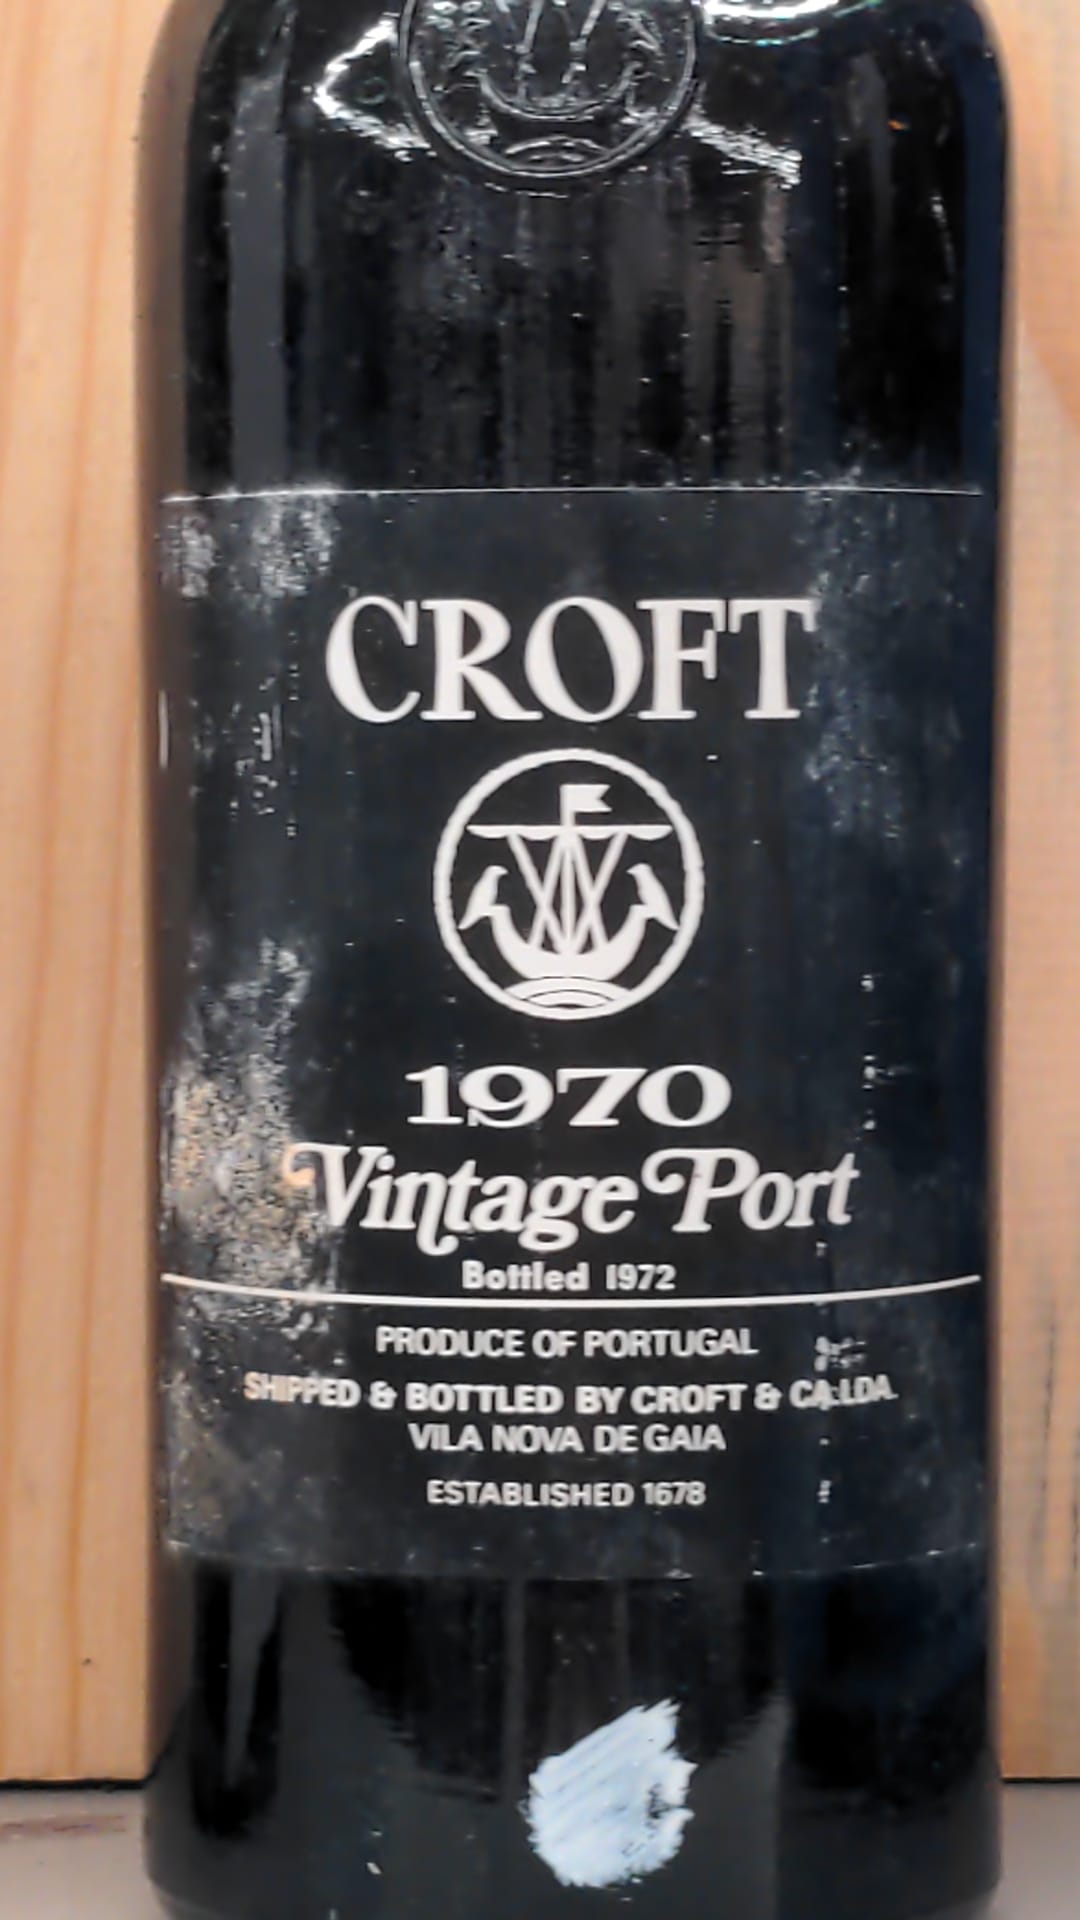 CROFT
1970
Vintage Port
Bottled 1972
PRODUCE OF PORTUGAL
SHIPPED & BOTTLED BY CROFT & CA. LDA.
VILA NOVA DE GAIA
ESTABLISHED 1678